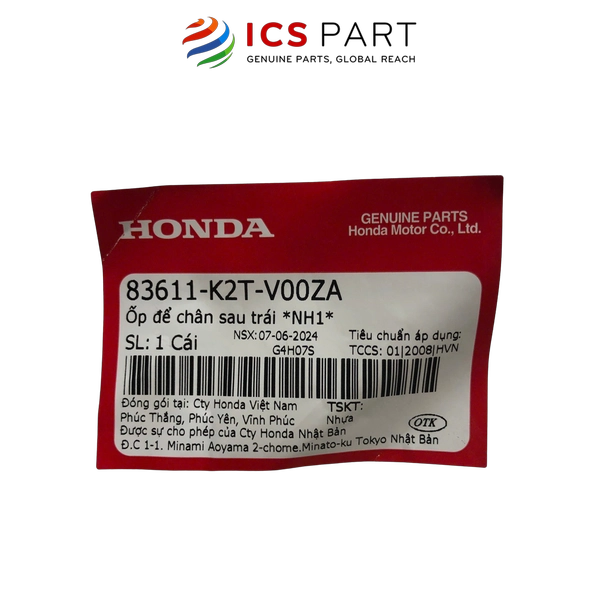 ICS PART
GENUINE PARTS, GLOBAL REACH
HONDA
GENUINE PARTS
Honda Motor Co., Ltd.
83611-K2T-V00ZA
Ốp để chân sau trái *NH1*
SL: 1 Cái
NSX: 07-06-2024
G4H07S
Tiêu chuẩn áp dụng:
TCCS: 01|2008|HVN
Đóng gói tại: Cty Honda Việt Nam
Phúc Thắng, Phúc Yên, Vĩnh Phúc
TSKT:
Nhựa
Được sự cho phép của Cty Honda Nhật Bản
Đ.C 1-1. Minami Aoyama 2-chome.Minato-ku Tokyo Nhật Bản
OTK